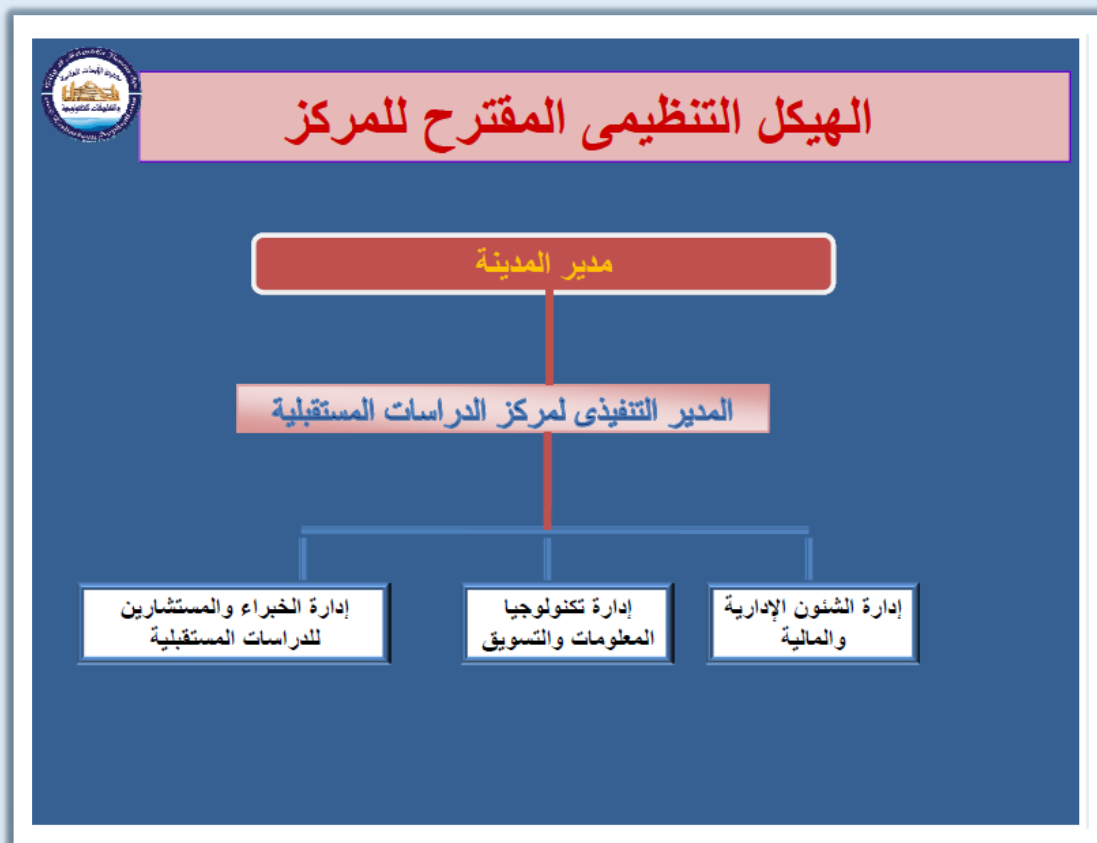 الهيكل التنظيمى المقترح للمركز
مدير المدينة
المدير التنفيذى لمركز الدراسات المستقبلية
إدارة الشئون الإدارية
والمالية
إدارة تكنولوجيا
المعلومات والتسويق
إدارة الخبراء والمستشارين
للدراسات المستقبلية